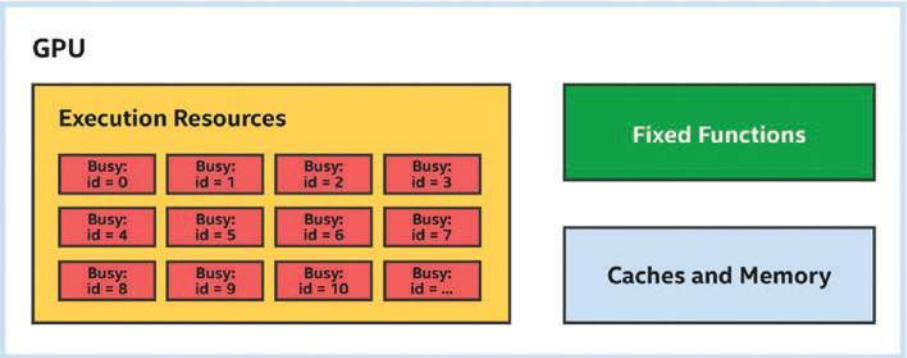 GPU
Execution Resources
Busy:
id = 0
Busy:
id = 1
Busy:
id = 2
Busy:
id = 3
Busy:
id = 4
Busy:
id = 5
Busy:
id = 6
Busy:
id = 7
Busy:
id = 8
Busy:
id = 9
Busy:
id = 10
Busy:
id = ...
Fixed Functions
Caches and Memory